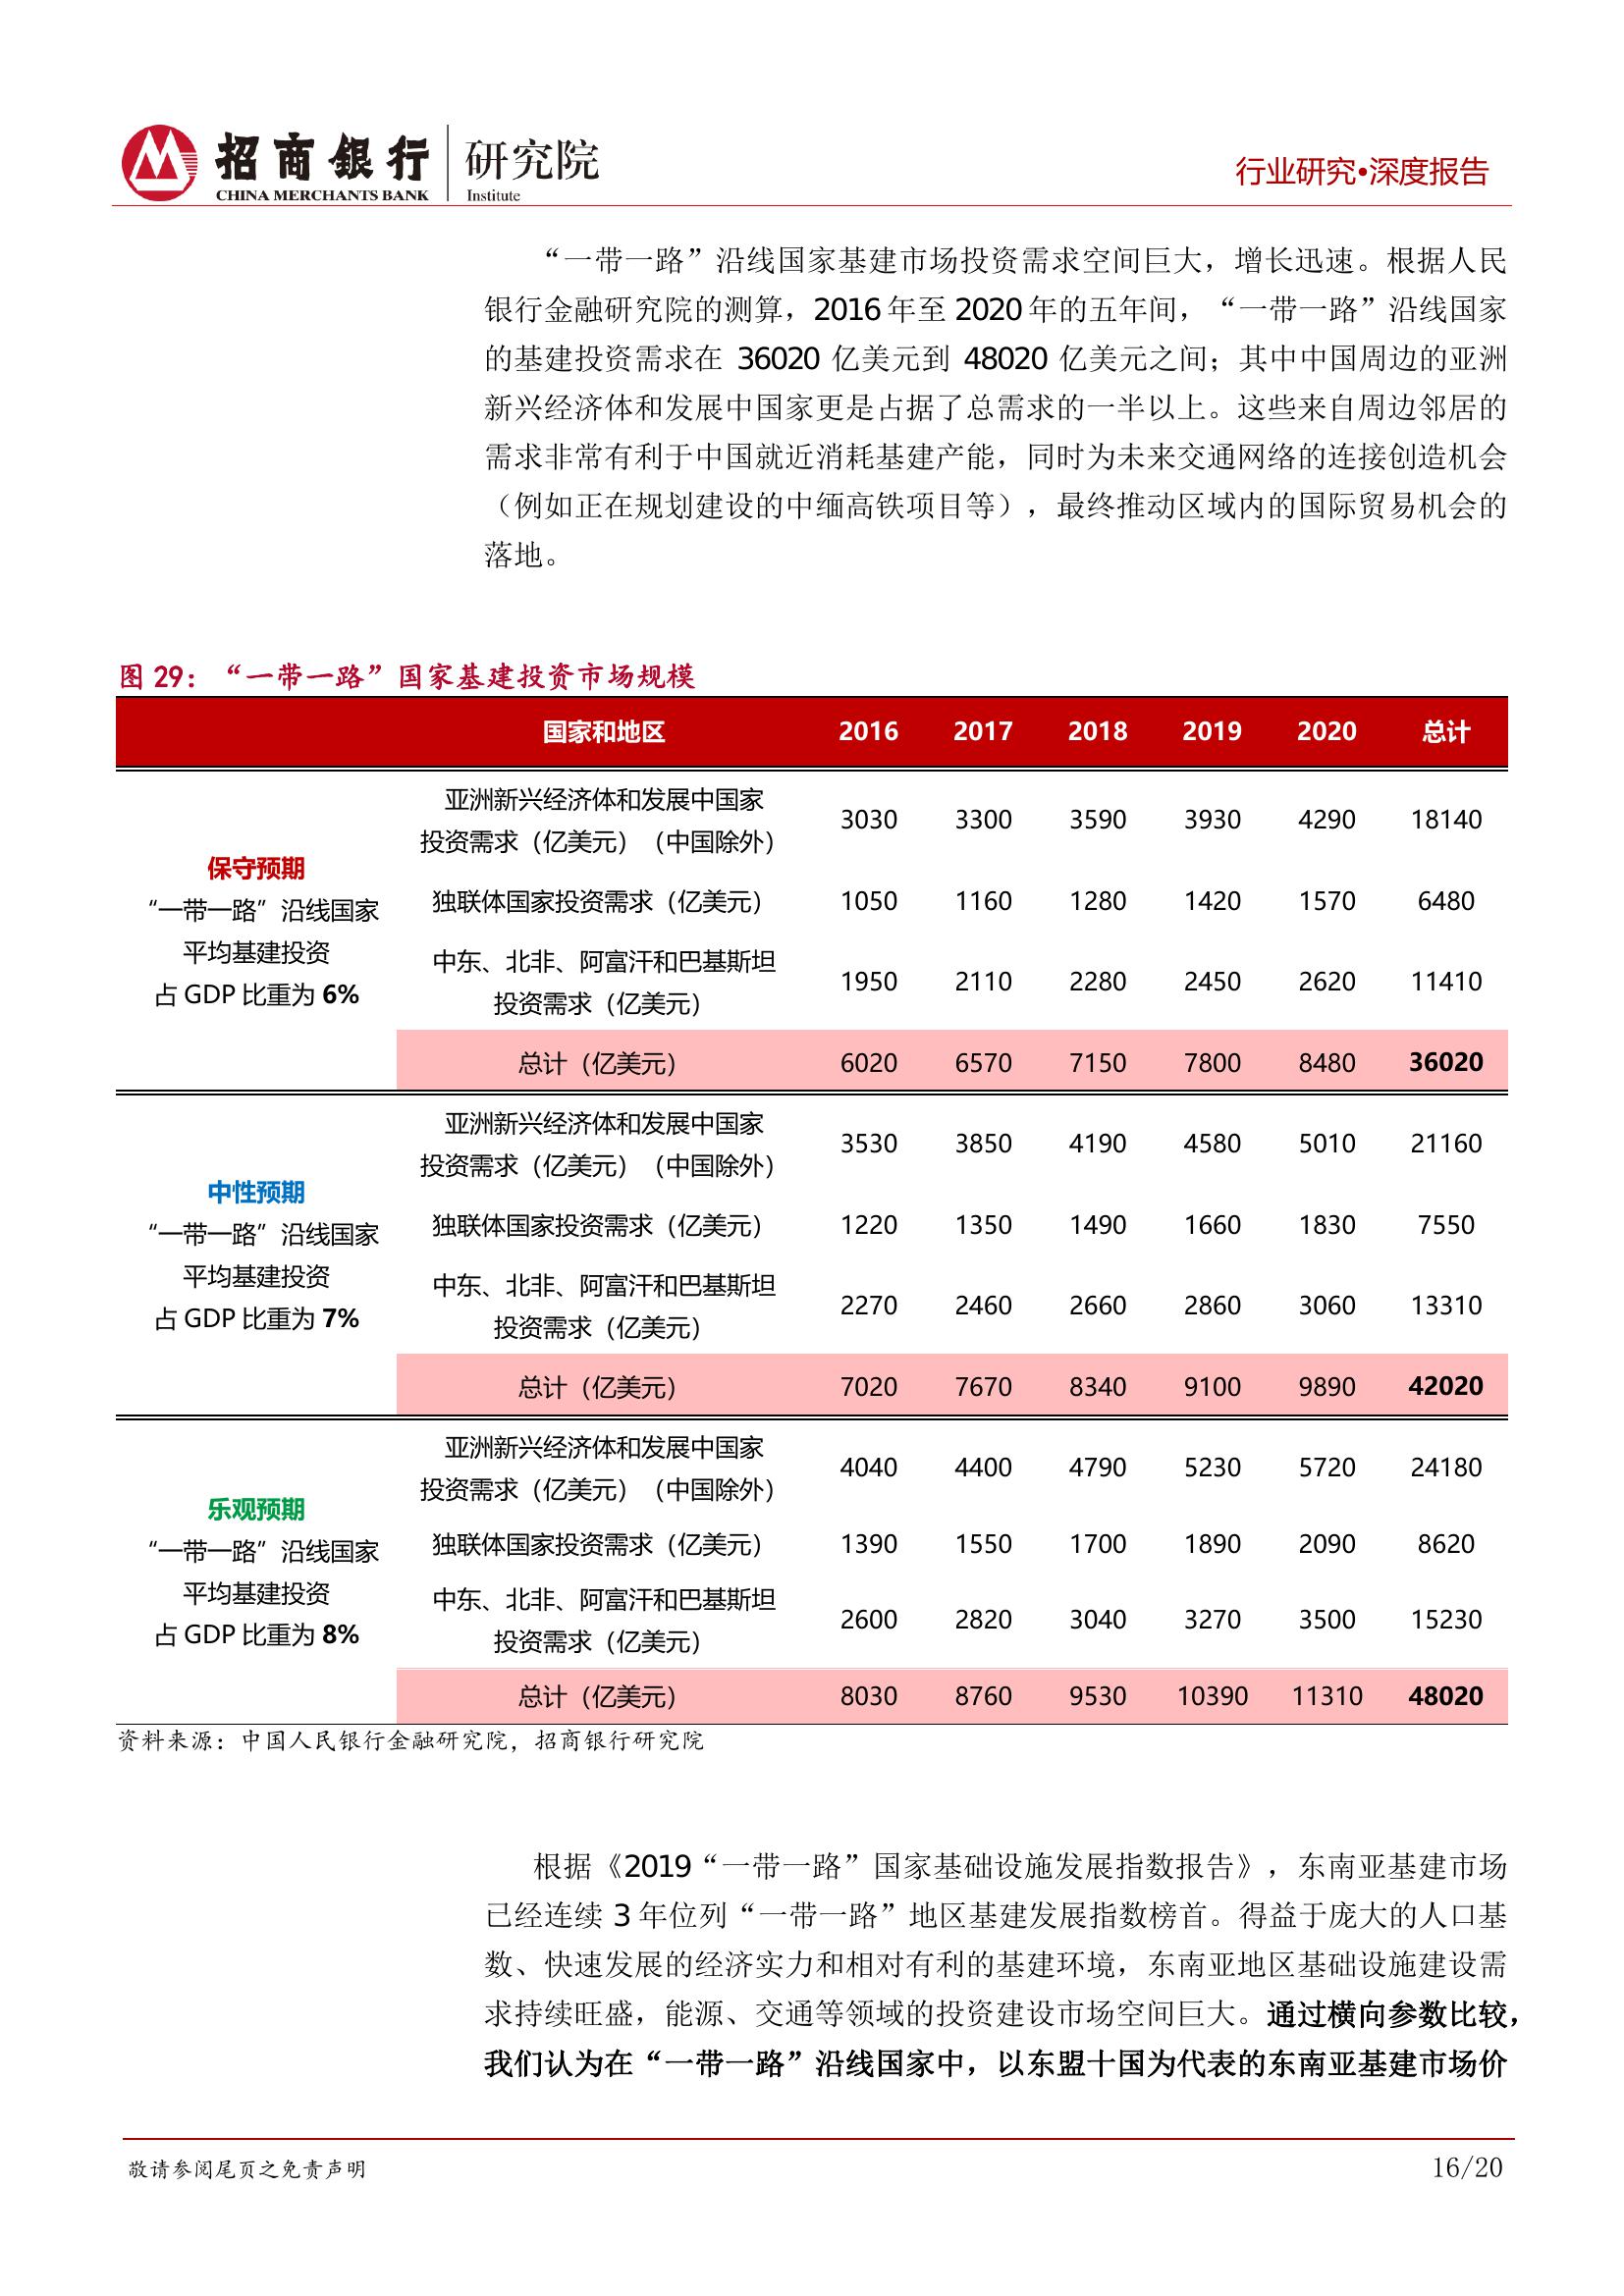 招商银行
CHINA MERCHANTS BANK
研究院
Institute
行业研究•深度报告
“一带一路”沿线国家基建市场投资需求空间巨大，增长迅速。根据人民
银行金融研究院的测算，2016 年至 2020 年的五年间，“一带一路”沿线国家
的基建投资需求在 36020 亿美元到 48020 亿美元之间；其中中国周边的亚洲
新兴经济体和发展中国家更是占据了总需求的一半以上。这些来自周边邻居的
需求非常有利于中国就近消耗基建产能，同时为未来交通网络的连接创造机会
（例如正在规划建设的中缅高铁项目等），最终推动区域内的国际贸易机会的
落地。
图 29：“一带一路”国家基建投资市场规模
国家和地区 2016 2017 2018 2019 2020 总计
保守预期
“一带一路”沿线国家
平均基建投资
占 GDP 比重为 6%
亚洲新兴经济体和发展中国家
投资需求（亿美元）（中国除外）
3030 3300 3590 3930 4290 18140
独联体国家投资需求（亿美元） 1050 1160 1280 1420 1570 6480
中东、北非、阿富汗和巴基斯坦
投资需求（亿美元）
1950 2110 2280 2450 2620 11410
总计（亿美元） 6020 6570 7150 7800 8480 36020
中性预期
“一带一路”沿线国家
平均基建投资
占 GDP 比重为 7%
亚洲新兴经济体和发展中国家
投资需求（亿美元）（中国除外）
3530 3850 4190 4580 5010 21160
独联体国家投资需求（亿美元） 1220 1350 1490 1660 1830 7550
中东、北非、阿富汗和巴基斯坦
投资需求（亿美元）
2270 2460 2660 2860 3060 13310
总计（亿美元） 7020 7670 8340 9100 9890 42020
乐观预期
“一带一路”沿线国家
平均基建投资
占 GDP 比重为 8%
亚洲新兴经济体和发展中国家
投资需求（亿美元）（中国除外）
4040 4400 4790 5230 5720 24180
独联体国家投资需求（亿美元） 1390 1550 1700 1890 2090 8620
中东、北非、阿富汗和巴基斯坦
投资需求（亿美元）
2600 2820 3040 3270 3500 15230
总计（亿美元） 8030 8760 9530 10390 11310 48020
资料来源：中国人民银行金融研究院，招商银行研究院
根据《2019“一带一路”国家基础设施发展指数报告》，东南亚基建市场
已经连续 3 年位列“一带一路”地区基建发展指数榜首。得益于庞大的人口基
数、快速发展的经济实力和相对有利的基建环境，东南亚地区基础设施建设需
求持续旺盛，能源、交通等领域的投资建设市场空间巨大。通过横向参数比较，
我们认为在“一带一路”沿线国家中，以东盟十国为代表的东南亚基建市场价
敬请参阅尾页之免责声明
16/20